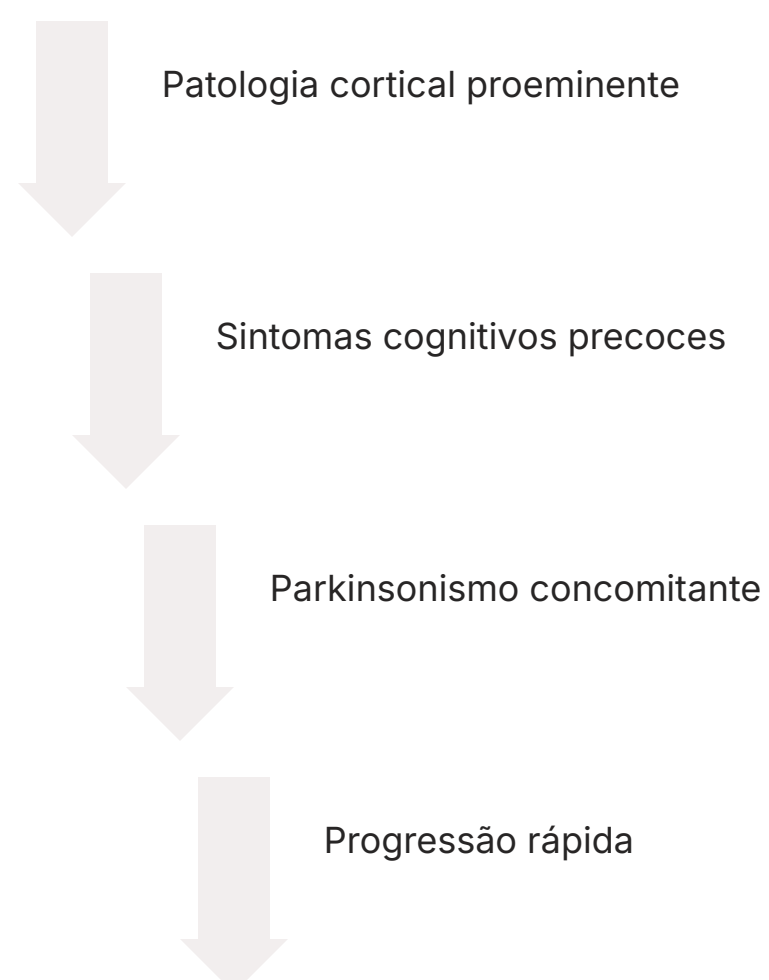 Patologia cortical proeminente
Sintomas cognitivos precoces
Parkinsonismo concomitante
Progressão rápida